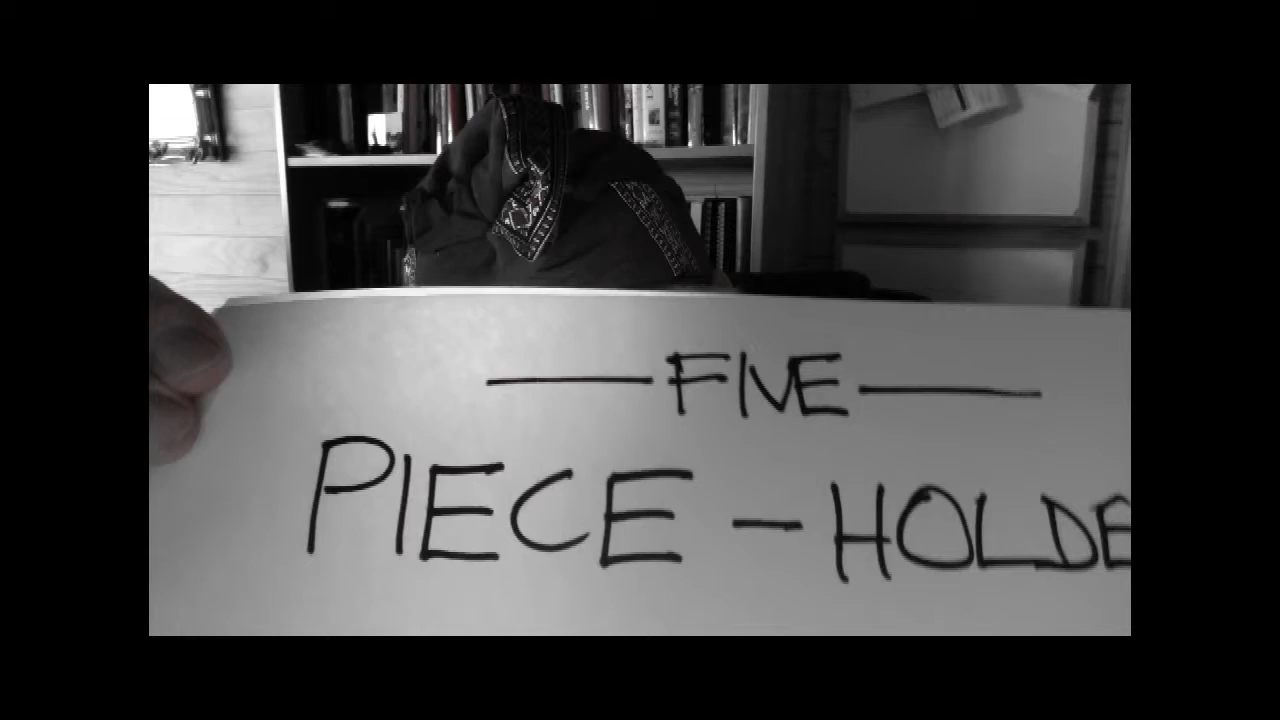 — FIVE —
PIECE - HOLDE